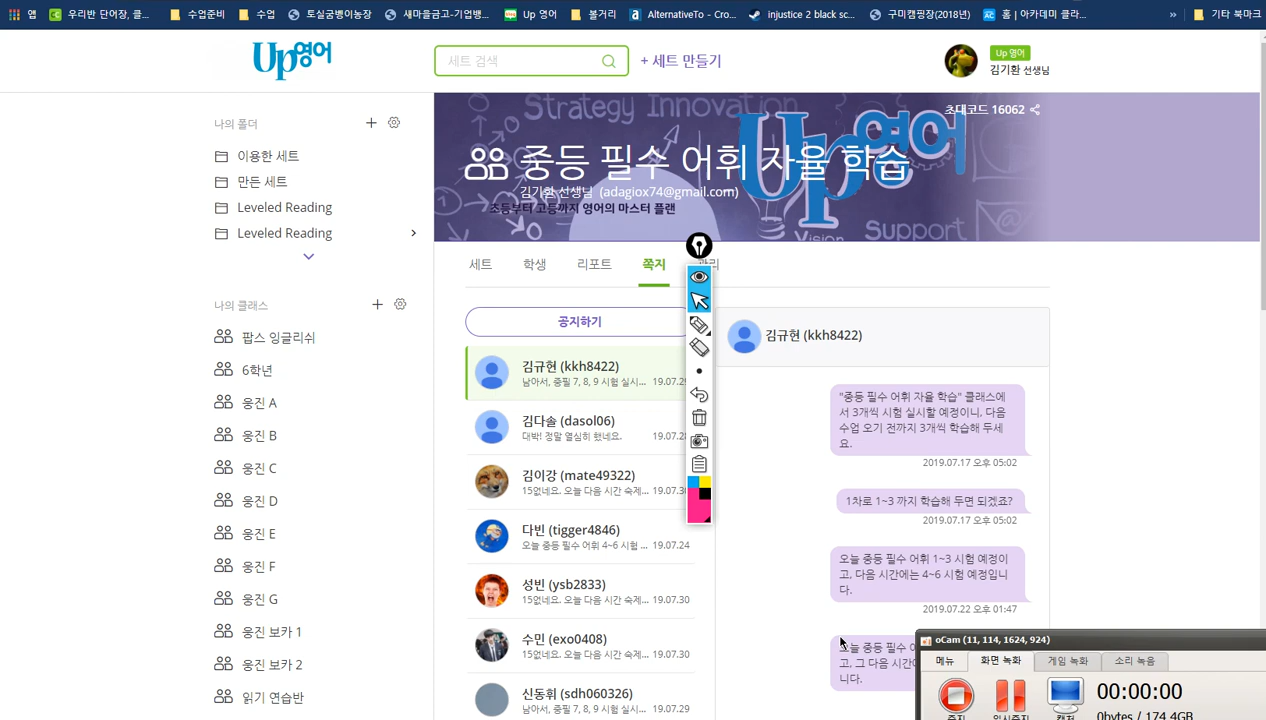 앱
우리반 단어장, 클...
수업준비
수업
토실궁뱅이농장
새마을금고-기업뱅...
Up 영어
볼거리
AlternativeTo - Cro...
injustice 2 black sc...
구미캠핑장(2018년)
홈 | 아카데미 클라...
»
기타 북마크
Up영어
세트 검색
+ 세트 만들기
Up 영어
김기환 선생님
나의 폴더
이용한 세트
만든 세트
Leveled Reading
Leveled Reading
나의 클래스
팝스 잉글리쉬
6학년
웅진 A
웅진 B
웅진 C
웅진 D
웅진 E
웅진 F
웅진 G
웅진 보카 1
웅진 보카 2
읽기 연습반
Strategy Innovation
초대코드 16062
Up영어
중등 필수 어휘 자율 학습
김기환 선생님 (adagiox74@gmail.com)
초등부터 고등까지 영어의 마스터 플랜
Vision
Support
세트
학생
리포트
쪽지
관리
공지하기
김규현 (kkh8422)
남아서, 중필 7, 8, 9 시험 실시...
김다솔 (dasol06)
대박! 정말 열심히 했네요.
김이강 (mate49322)
15없네요. 오늘 다음 시간 숙제...
다빈 (tigger4846)
오늘 중등 필수 어휘 4~6 시험 ...
19.07.24
성빈 (ysb2833)
15없네요. 오늘 다음 시간 숙제...
19.07.30
수민 (exo0408)
15없네요. 오늘 다음 시간 숙제...
19.07.30
신동휘 (sdh060326)
남아서, 중필 7, 8, 9 시험 실시...
19.07.29
김규현 (kkh8422)
"중등 필수 어휘 자율 학습" 클래스에
서 3개씩 시험 실시할 예정이니, 다음
수업 오기 전까지 3개씩 학습해 두세
요.
2019.07.17 오후 05:02
1차로 1~3 까지 학습해 두면 되겠죠?
2019.07.17 오후 05:02
오늘 중등 필수 어휘 1~3 시험 예정이
고, 다음 시간에는 4~6 시험 예정입니
다.
2019.07.22 오후 01:47
오늘 중등 필수
고, 그 다음 시간
니다.
oCam (11, 114, 1624, 924)
메뉴
화면 녹화
게임 녹화
소리 녹음
00:00:00
0bytes / 174.4GB